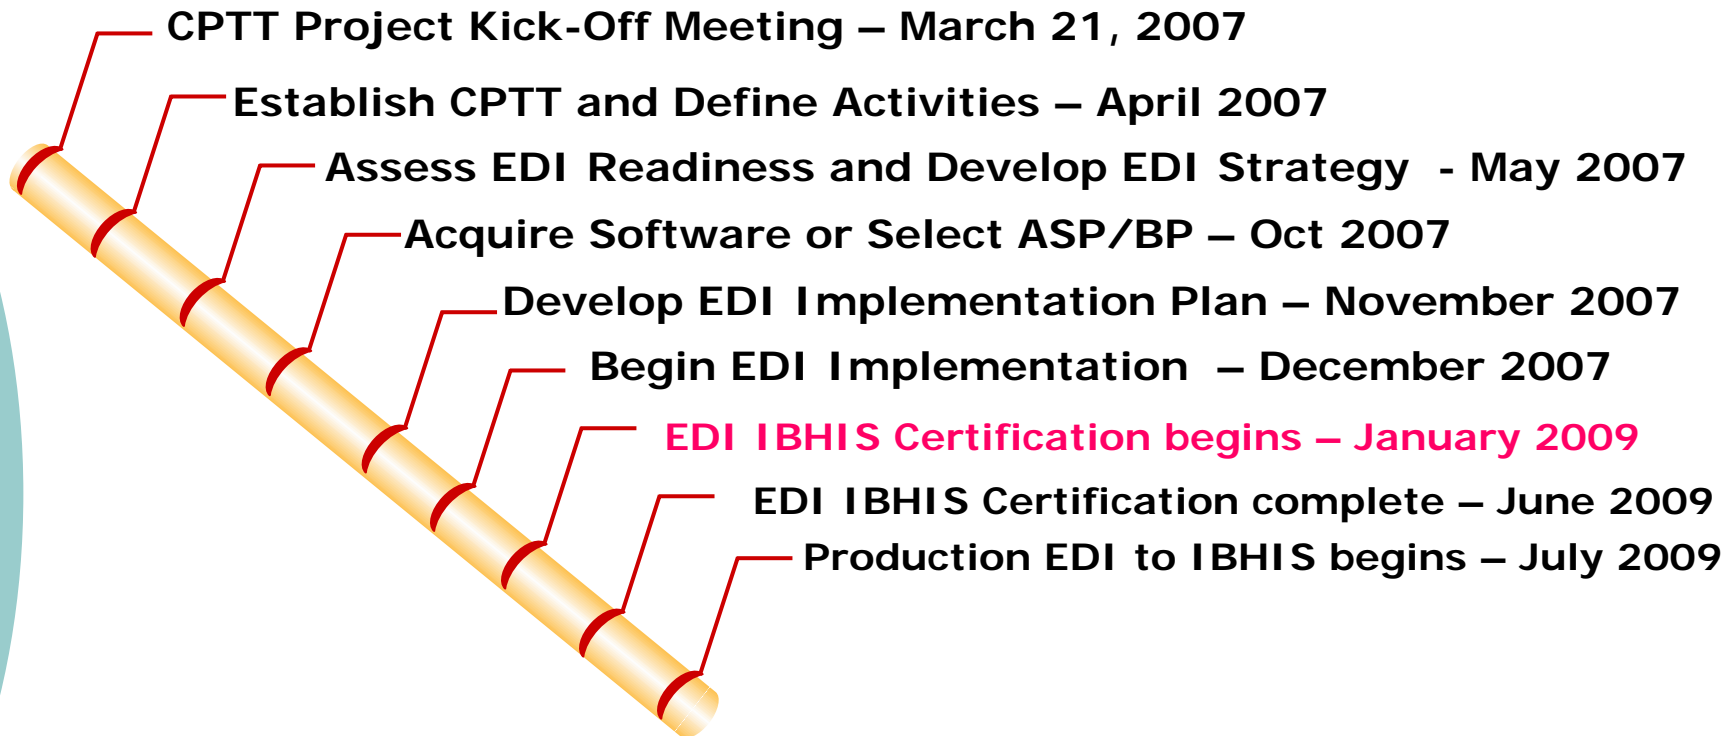 CPTT Project Kick-Off Meeting – March 21, 2007
Establish CPTT and Define Activities – April 2007
Assess EDI Readiness and Develop EDI Strategy - May 2007
Acquire Software or Select ASP/BP – Oct 2007
Develop EDI Implementation Plan – November 2007
Begin EDI Implementation – December 2007
EDI IBHIS Certification begins – January 2009
EDI IBHIS Certification complete – June 2009
Production EDI to IBHIS begins – July 2009